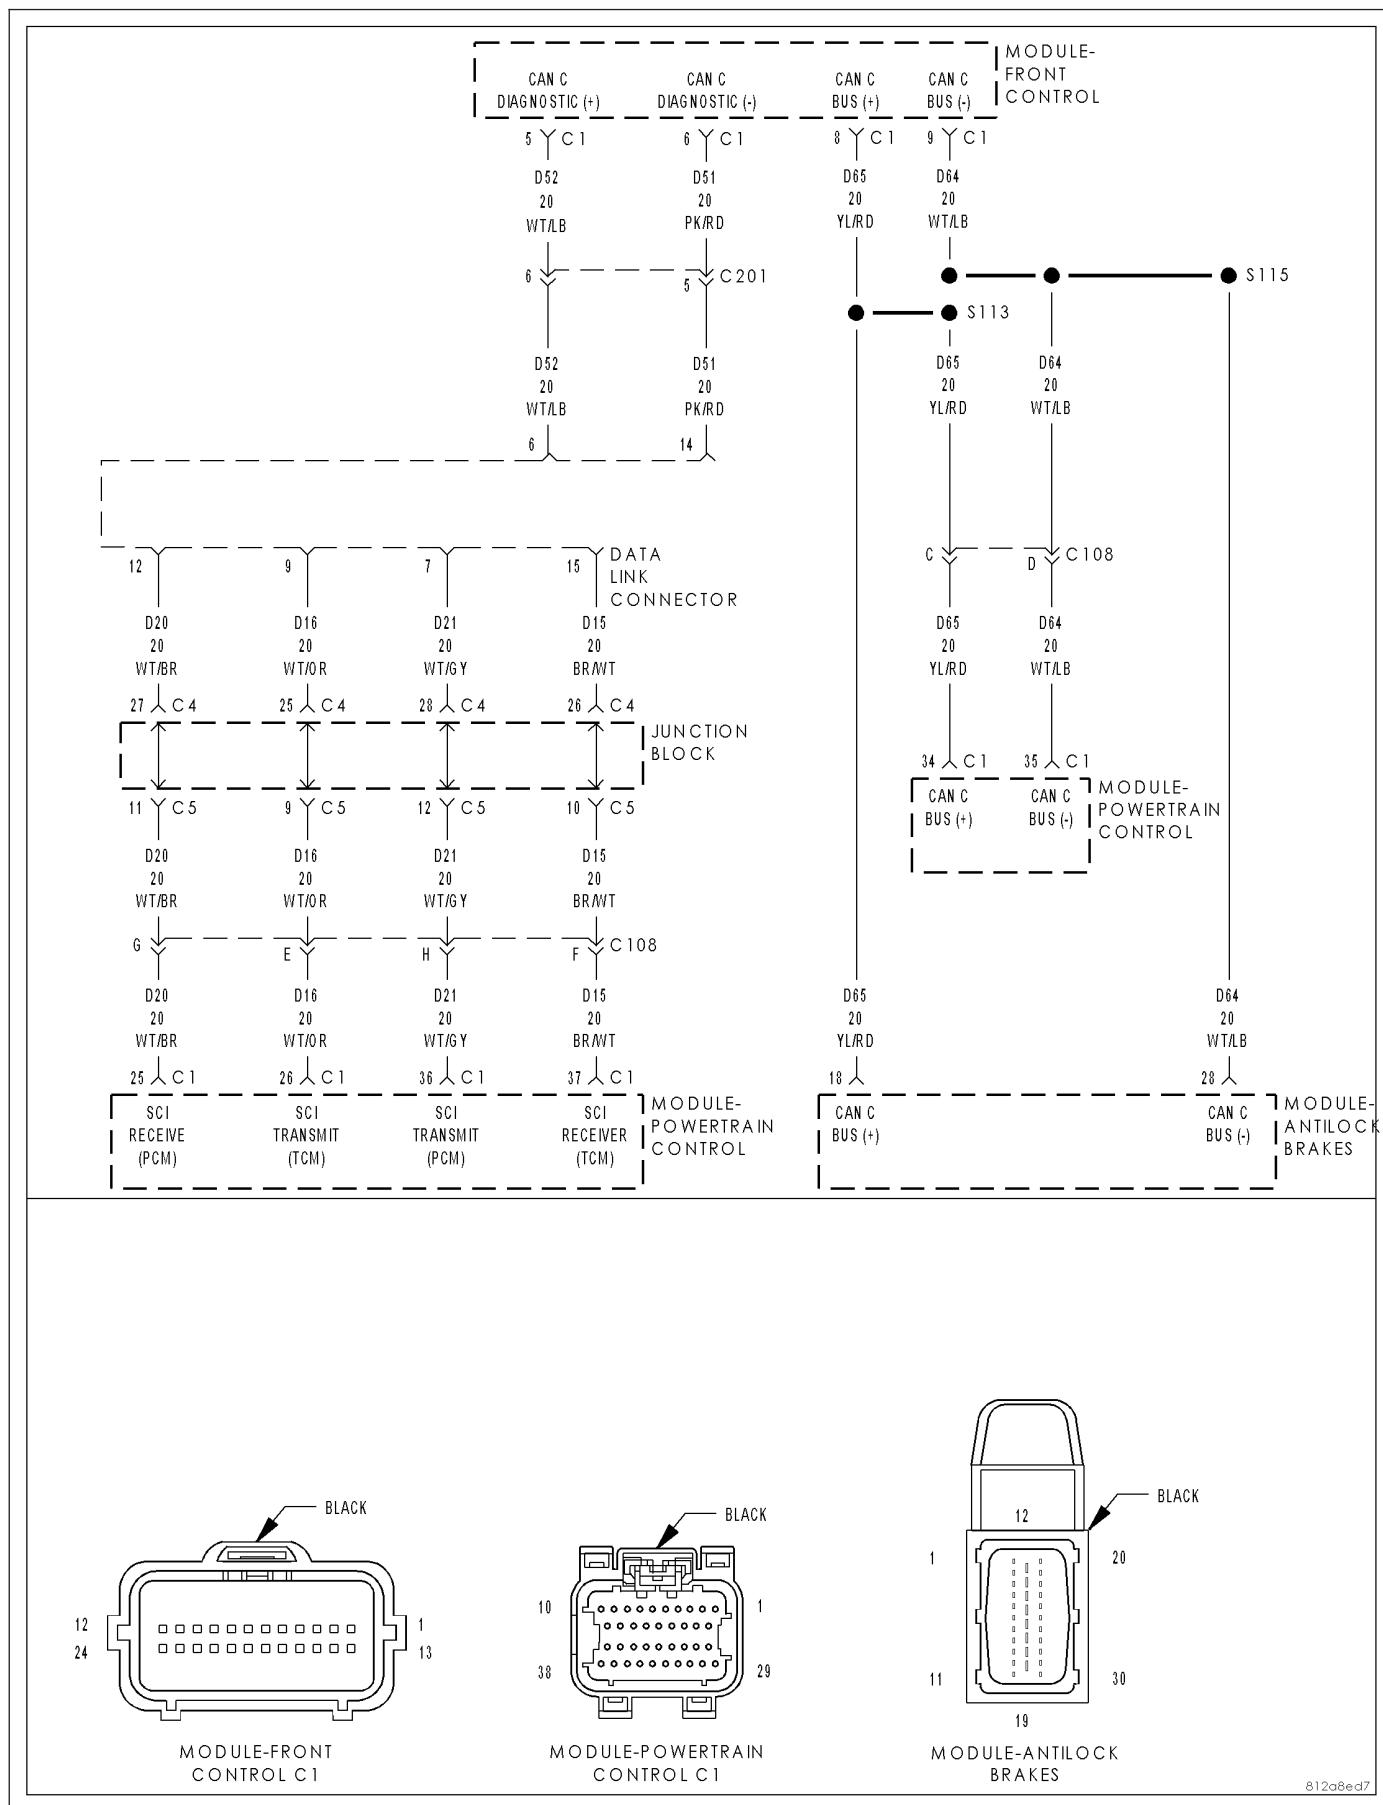 MODULE-
FRONT
CONTROL
CAN C CAN C CAN C CAN C
DIAGNOSTIC (+) DIAGNOSTIC (-) BUS (+) BUS (-)
5 C1 6 C1 8 C1 9 C1
D52 D51 D65 D64
20 20 20 20
WT/LB PK/RD YL/RD WT/LB
6 5 C201 S115
S113
D52 D51 D65 D64
20 20 20 20
WT/LB PK/RD YL/RD WT/LB
6 14
12 9 7 15 DATA
LINK
CONNECTOR
C D C108
D20 D16 D21 D15 D65 D64
20 20 20 20 20 20
WT/BR WT/OR WT/GY BR/WT YL/RD WT/LB
27 C4 25 C4 28 C4 26 C4
JUNCTION
BLOCK
34 C1 35 C1
CAN C CAN C
BUS (+) BUS (-)
MODULE-
POWERTRAIN
CONTROL
11 C5 9 C5 12 C5 10 C5
D20 D16 D21 D15
20 20 20 20
WT/BR WT/OR WT/GY BR/WT
G E H F C108
D20 D16 D21 D15 D65 D64
20 20 20 20 20 20
WT/BR WT/OR WT/GY BR/WT YL/RD WT/LB
25 C1 26 C1 36 C1 37 C1 18 28
SCI SCI SCI SCI
RECEIVE TRANSMIT TRANSMIT RECEIVER
(PCM) (TCM) (PCM) (TCM)
MODULE-
POWERTRAIN
CONTROL
CAN C CAN C
BUS (+) BUS (-)
MODULE-
ANTILOCK
BRAKES
BLACK
12 1
24 13
MODULE-FRONT
CONTROL C1
BLACK
10 1
38 29
MODULE-POWERTRAIN
CONTROL C1
BLACK
12
1 20
11 30
19
MODULE-ANTILOCK
BRAKES
812a8ed7